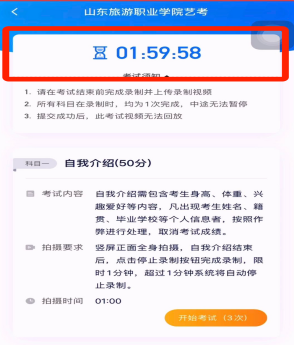 山东旅游职业学院艺考
01:59:58
考试须知
1. 请在考试结束前完成录制并上传录制视频
2. 所有科目在录制时，均为1次完成，中途无法暂停
3. 提交成功后，此考试视频无法回放
科目一 自我介绍(50分)
考试内容 自我介绍需包含考生身高、体重、兴
趣爱好等内容，凡出现考生姓名、籍
贯、毕业学校等个人信息者，按照作
弊进行处理，取消考试成绩。
拍摄要求 竖屏正面全身拍摄，自我介绍结束
后，点击停止录制按钮完成录制，限
时1分钟，超过1分钟系统将自动停
止录制。
拍摄时间 01:00
开始考试（3次）